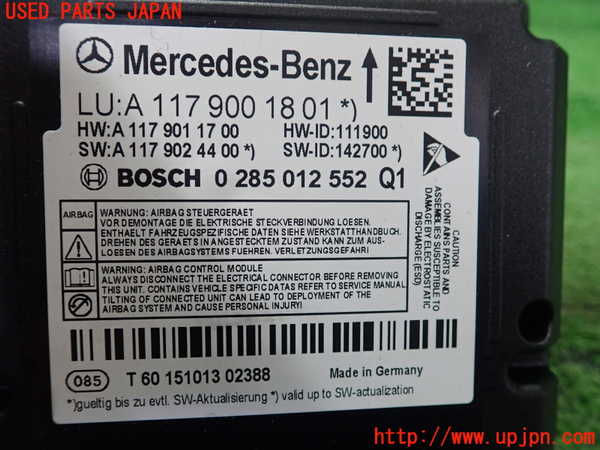 USED PARTS JAPAN
Mercedes-Benz
LU:A 117 900 18 01 *)
HW:A 117 901 17 00 HW-ID:111900
SW:A 117 902 44 00 *) SW-ID:142700 *)
BOSCH 0 285 012 552 Q1
AIRBAG
WARNUNG: AIRBAG STEUERGERAET
VOR DEMONTAGE DIE ELEKTRISCHE STECKVERBINDUNG LOESEN.
ENTHAELT FAHRZEUGSPEZIFISCHE DATEN SIEHE WERKSTATTHANDBUCH
DREHEN DES GERAETS IN ANGESTECKTEM ZUSTAND KANN ZUM AUS-
LOESEN DES AIRBAGSYSTEMS FUEHREN. VERLETZUNGSGEFAHR!
WARNING: AIRBAG CONTROL MODULE
ALWAYS DISCONNECT THE ELECTRICAL CONNECTOR BEFORE REMOVING
THIS UNIT. CONTAINS VEHICLE SPECIFIC DATAS REFER TO SERVICE MANUAL
TILTING OF CONNECTED UNIT CAN LEAD TO DEPLOYMENT OF THE
AIRBAG SYSTEM AND CAUSE PERSONAL INJURY!
CAUTION
CONTAINS PARTS AND
ASSEMBLIES SUSCEPTIBLE TO
DAMAGE BY ELECTROSTATIC
DISCHARGE (ESD)
085 T 60 151013 02388 Made in Germany
*)gueltig bis zu evtl. SW-Aktualisierung *) valid up to SW-actualization
http://www.upjpn.com/